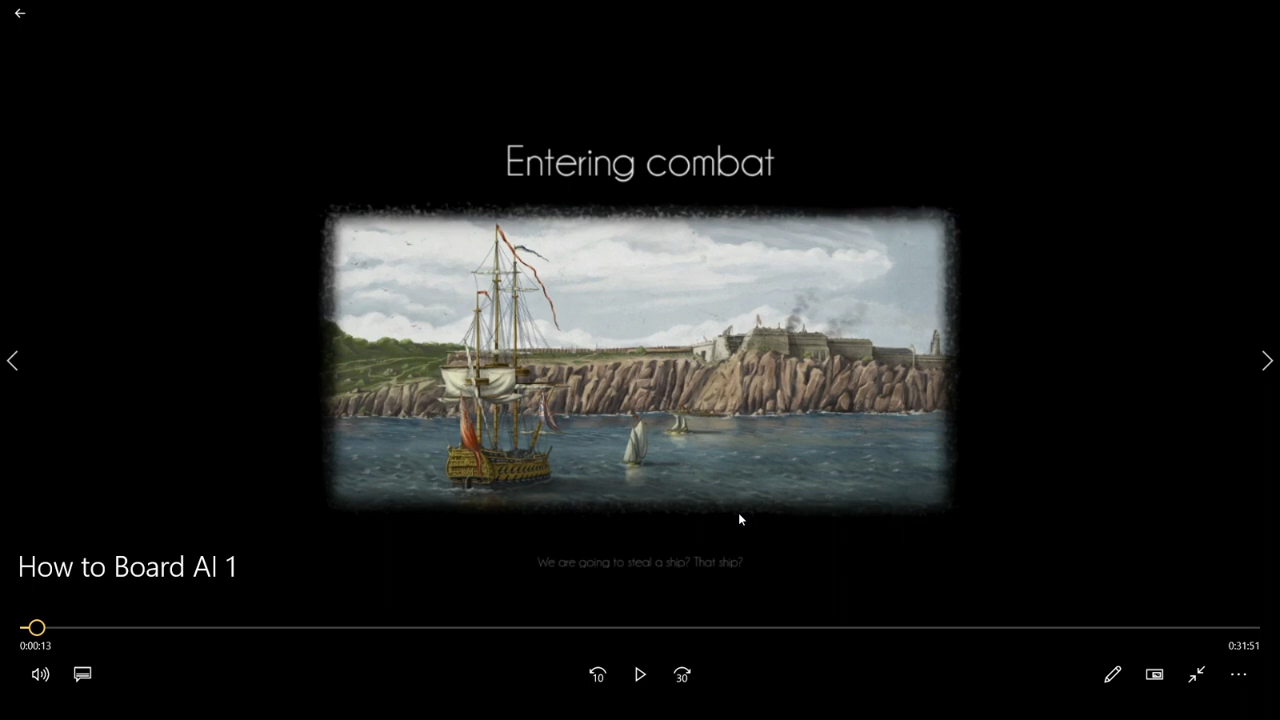 Entering combat
How to Board AI 1
We are going to steal a ship? That ship?
0:00:13
0:31:51
10
30